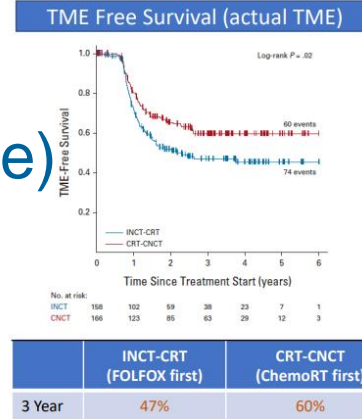 TME Free Survival (actual TME)
e)
TME-Free Survival
1.0
0.8
0.6
0.4
0.2
Log-rank P = .02
60 events
74 events
INCT-CRT
CRT-CNCT
0 1 2 3 4 5 6
Time Since Treatment Start (years)
No. at risk:
INCT 158 102 59 38 23 7 1
CNCT 166 123 85 63 29 12 3
INCT-CRT CRT-CNCT
(FOLFOX first) (ChemoRT first)
3 Year 47% 60%